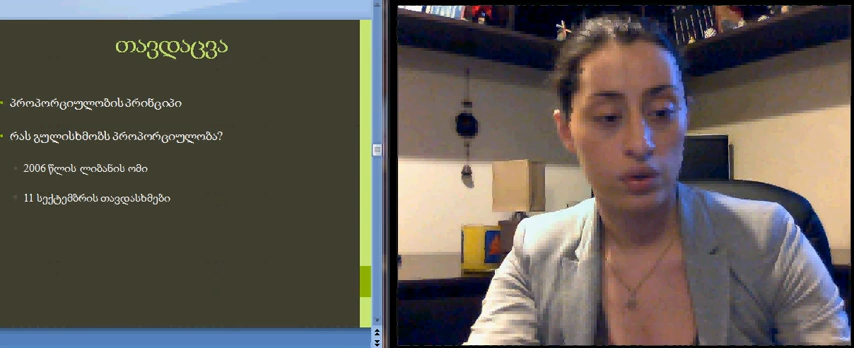 თავდაცვა
პროპორციულობის პრინციპი
რას გულისხმობს პროპორციულობა?
2006 წლის ლიბანის ომი
11 სექტემბრის თავდასხმები